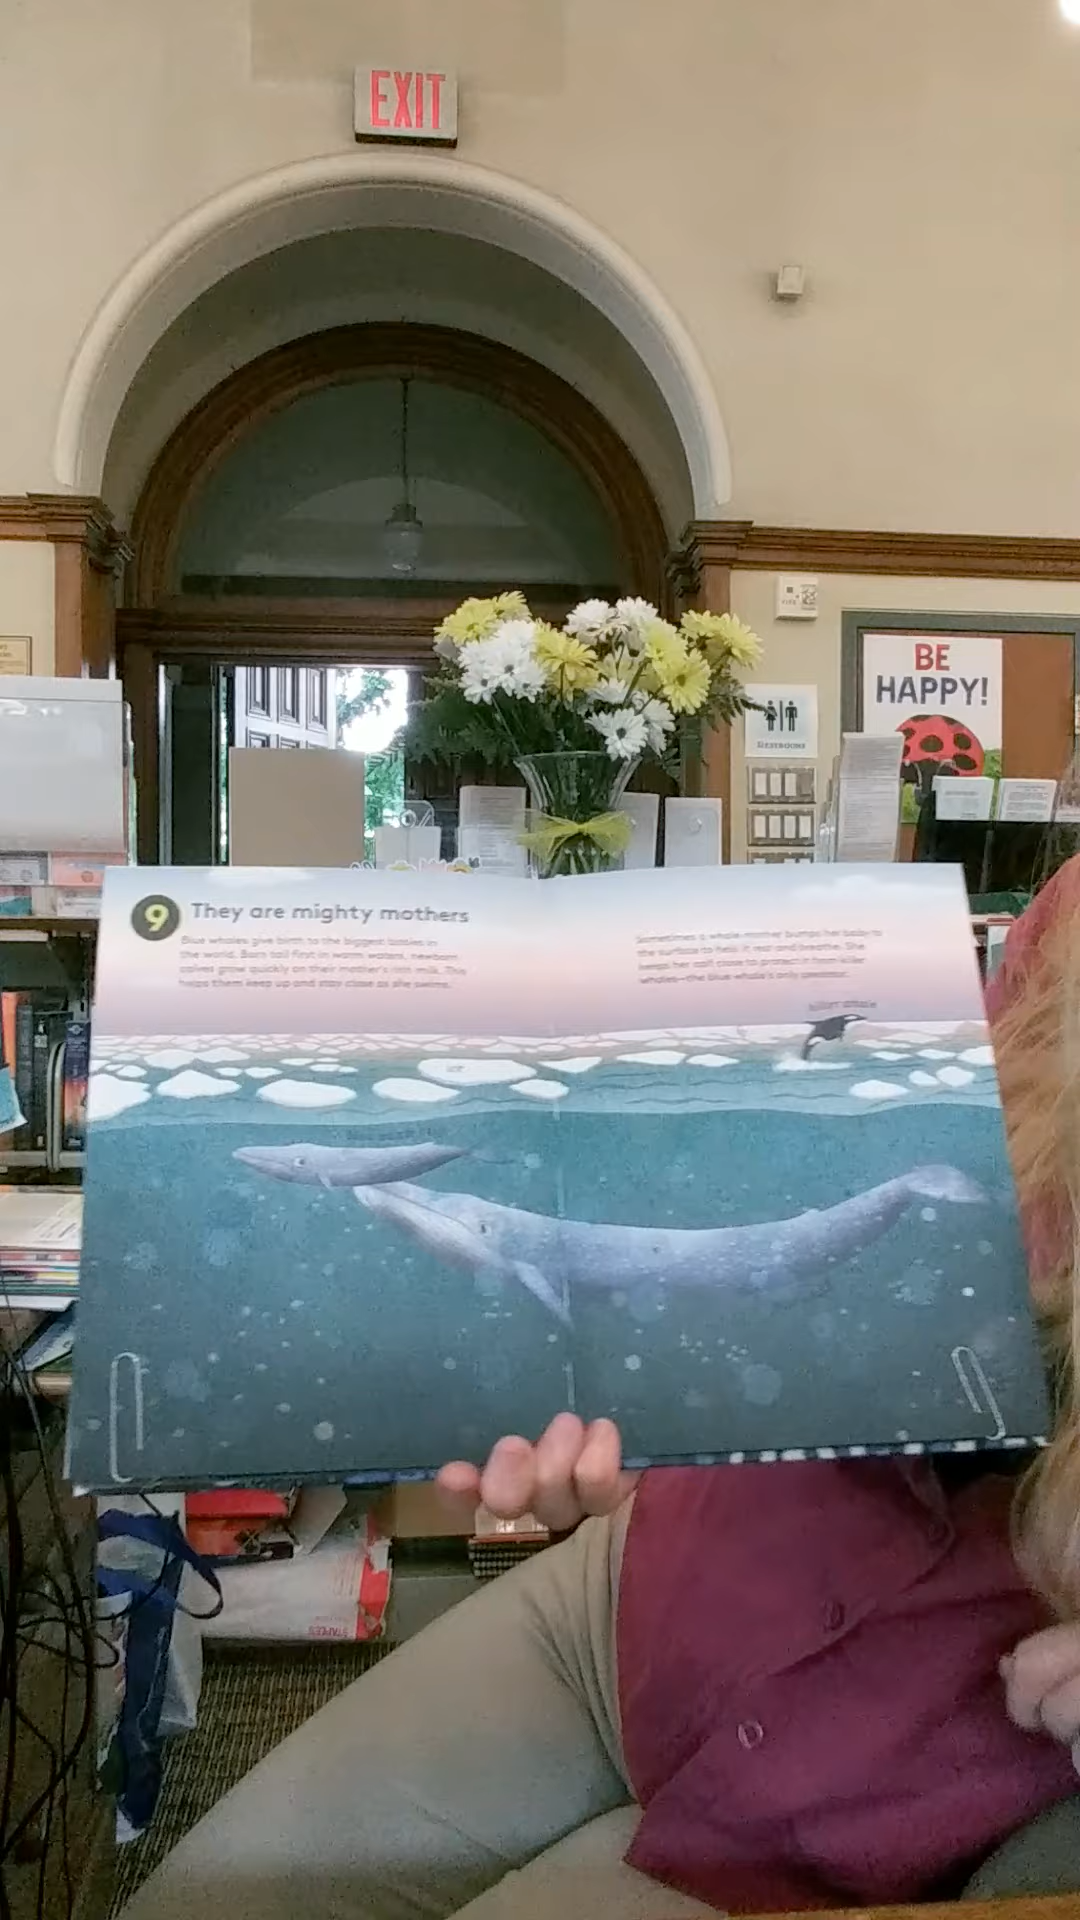 EXIT
BE
HAPPY!
RESTROOMS
FIRE
9 They are mighty mothers
Blue whales give birth to the biggest babies in
the world. Born tail first in warm waters, newborn
calves grow quickly on their mother's rich milk. This
helps them keep up and stay close as she swims.
Sometimes a whale mother bumps her baby to
the surface to help it rest and breathe. She
keeps her calf close to protect it from killer
whales—the blue whale's only predator.
killer whale
ice
STAPLES